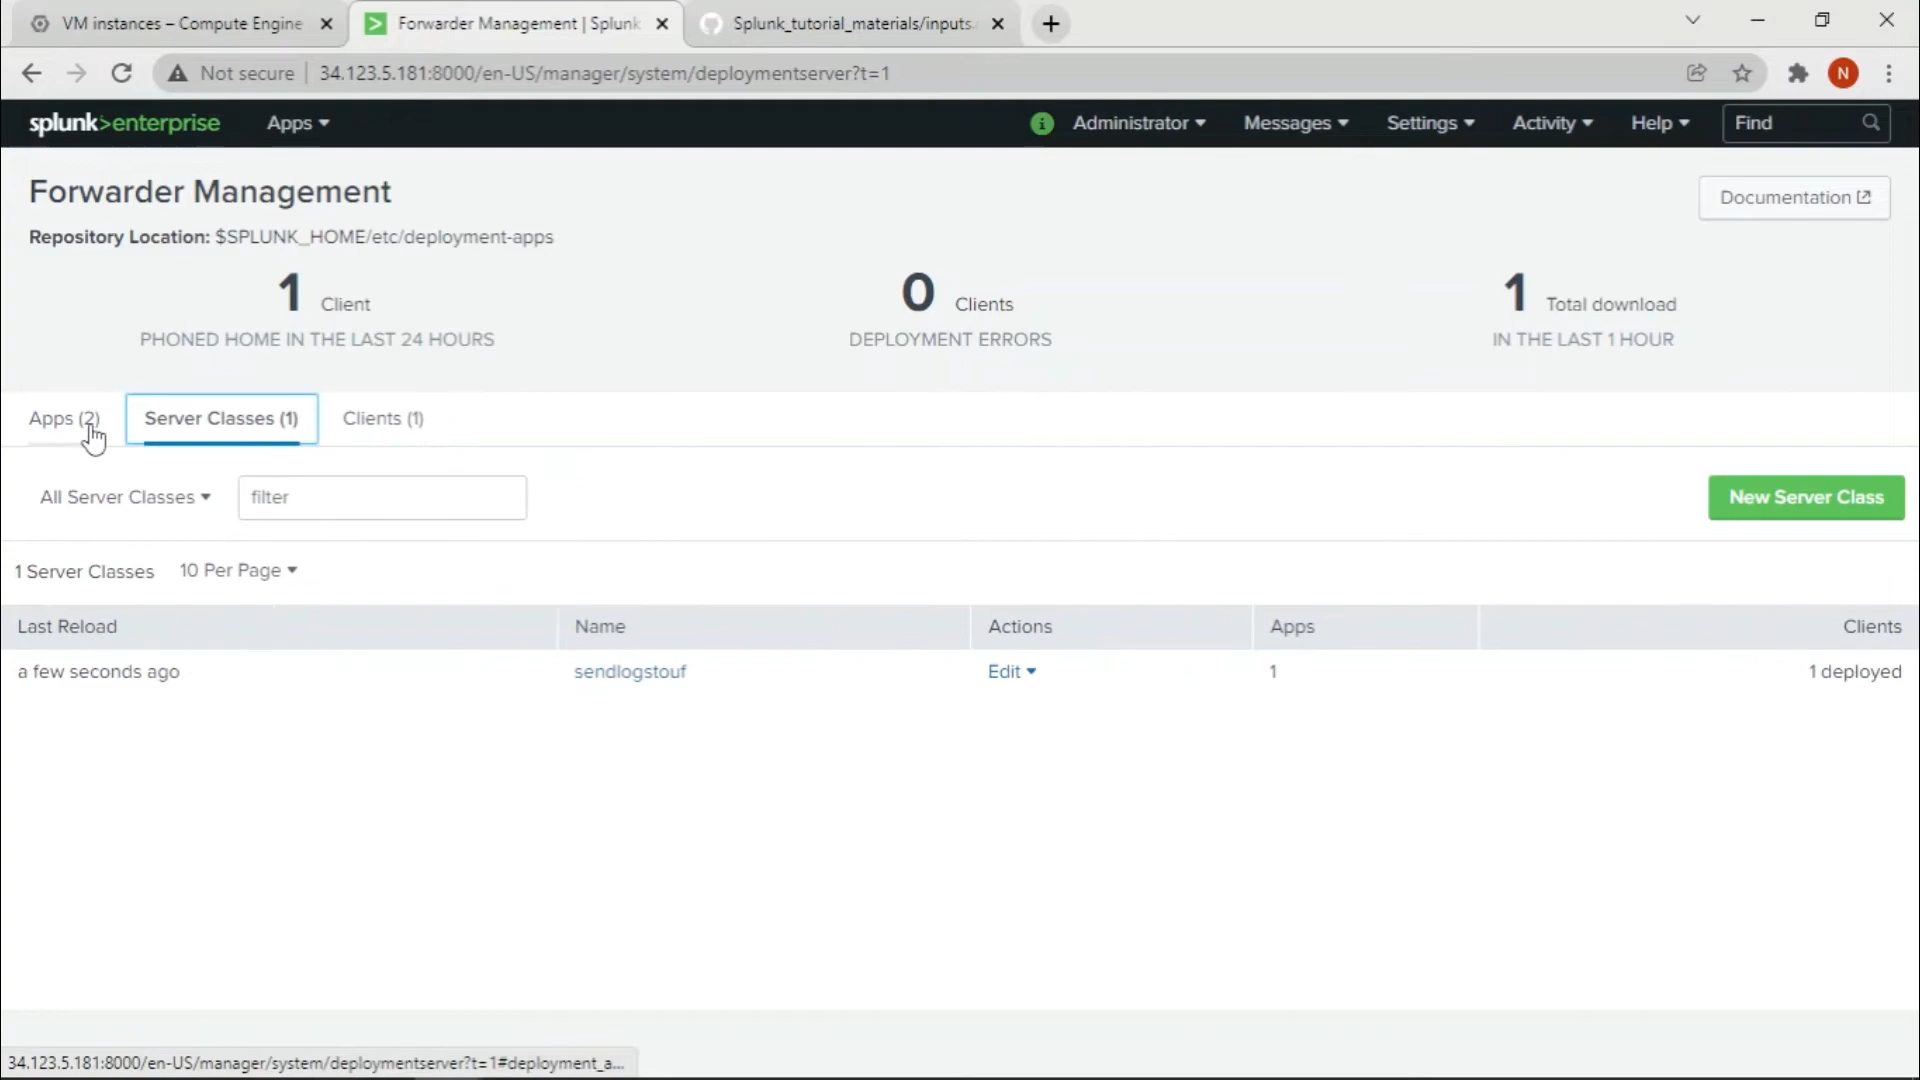 VM instances – Compute Engine
Forwarder Management | Splunk
Splunk_tutorial_materials/inputs.
Not secure
34.123.5.181:8000/en-US/manager/system/deploymentserver?t=1
N
splunk>enterprise
Apps
i
Administrator
Messages
Settings
Activity
Help
Find
Forwarder Management
Documentation
Repository Location: $SPLUNK_HOME/etc/deployment-apps
1 Client
PHONED HOME IN THE LAST 24 HOURS
0 Clients
DEPLOYMENT ERRORS
1 Total download
IN THE LAST 1 HOUR
Apps (2)
Server Classes (1)
Clients (1)
All Server Classes
filter
New Server Class
1 Server Classes
10 Per Page
Last Reload
Name
Actions
Apps
Clients
a few seconds ago
sendlogstouf
Edit
1
1 deployed
34.123.5.181:8000/en-US/manager/system/deploymentserver?t=1#deployment_a...